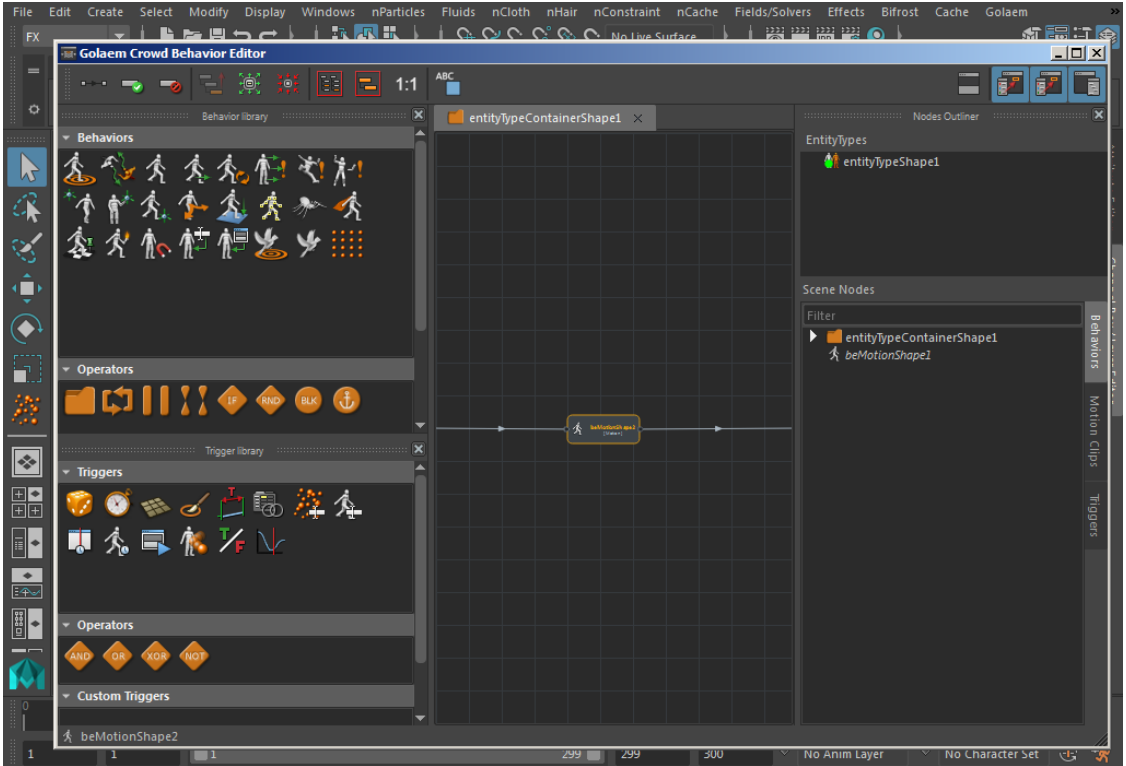 File Edit Create Select Modify Display Windows nParticles Fluids nCloth nHair nConstraint nCache Fields/Solvers Effects Bifrost Cache Golaem »
FX No Live Surface
Golaem Crowd Behavior Editor
1:1 ABC
Behavior library
entityTypeContainerShape1
Nodes Outliner
Behaviors
EntityTypes
entityTypeShape1
Scene Nodes
Filter
entityTypeContainerShape1
beMotionShape1
Behaviors
Motion Clips
Triggers
Operators
IF RND BLK
Trigger library
Triggers
T
T/F
Operators
AND OR XOR NOT
Custom Triggers
beMotionShape2
0
1 1 1 299 299 300 No Anim Layer No Character Set